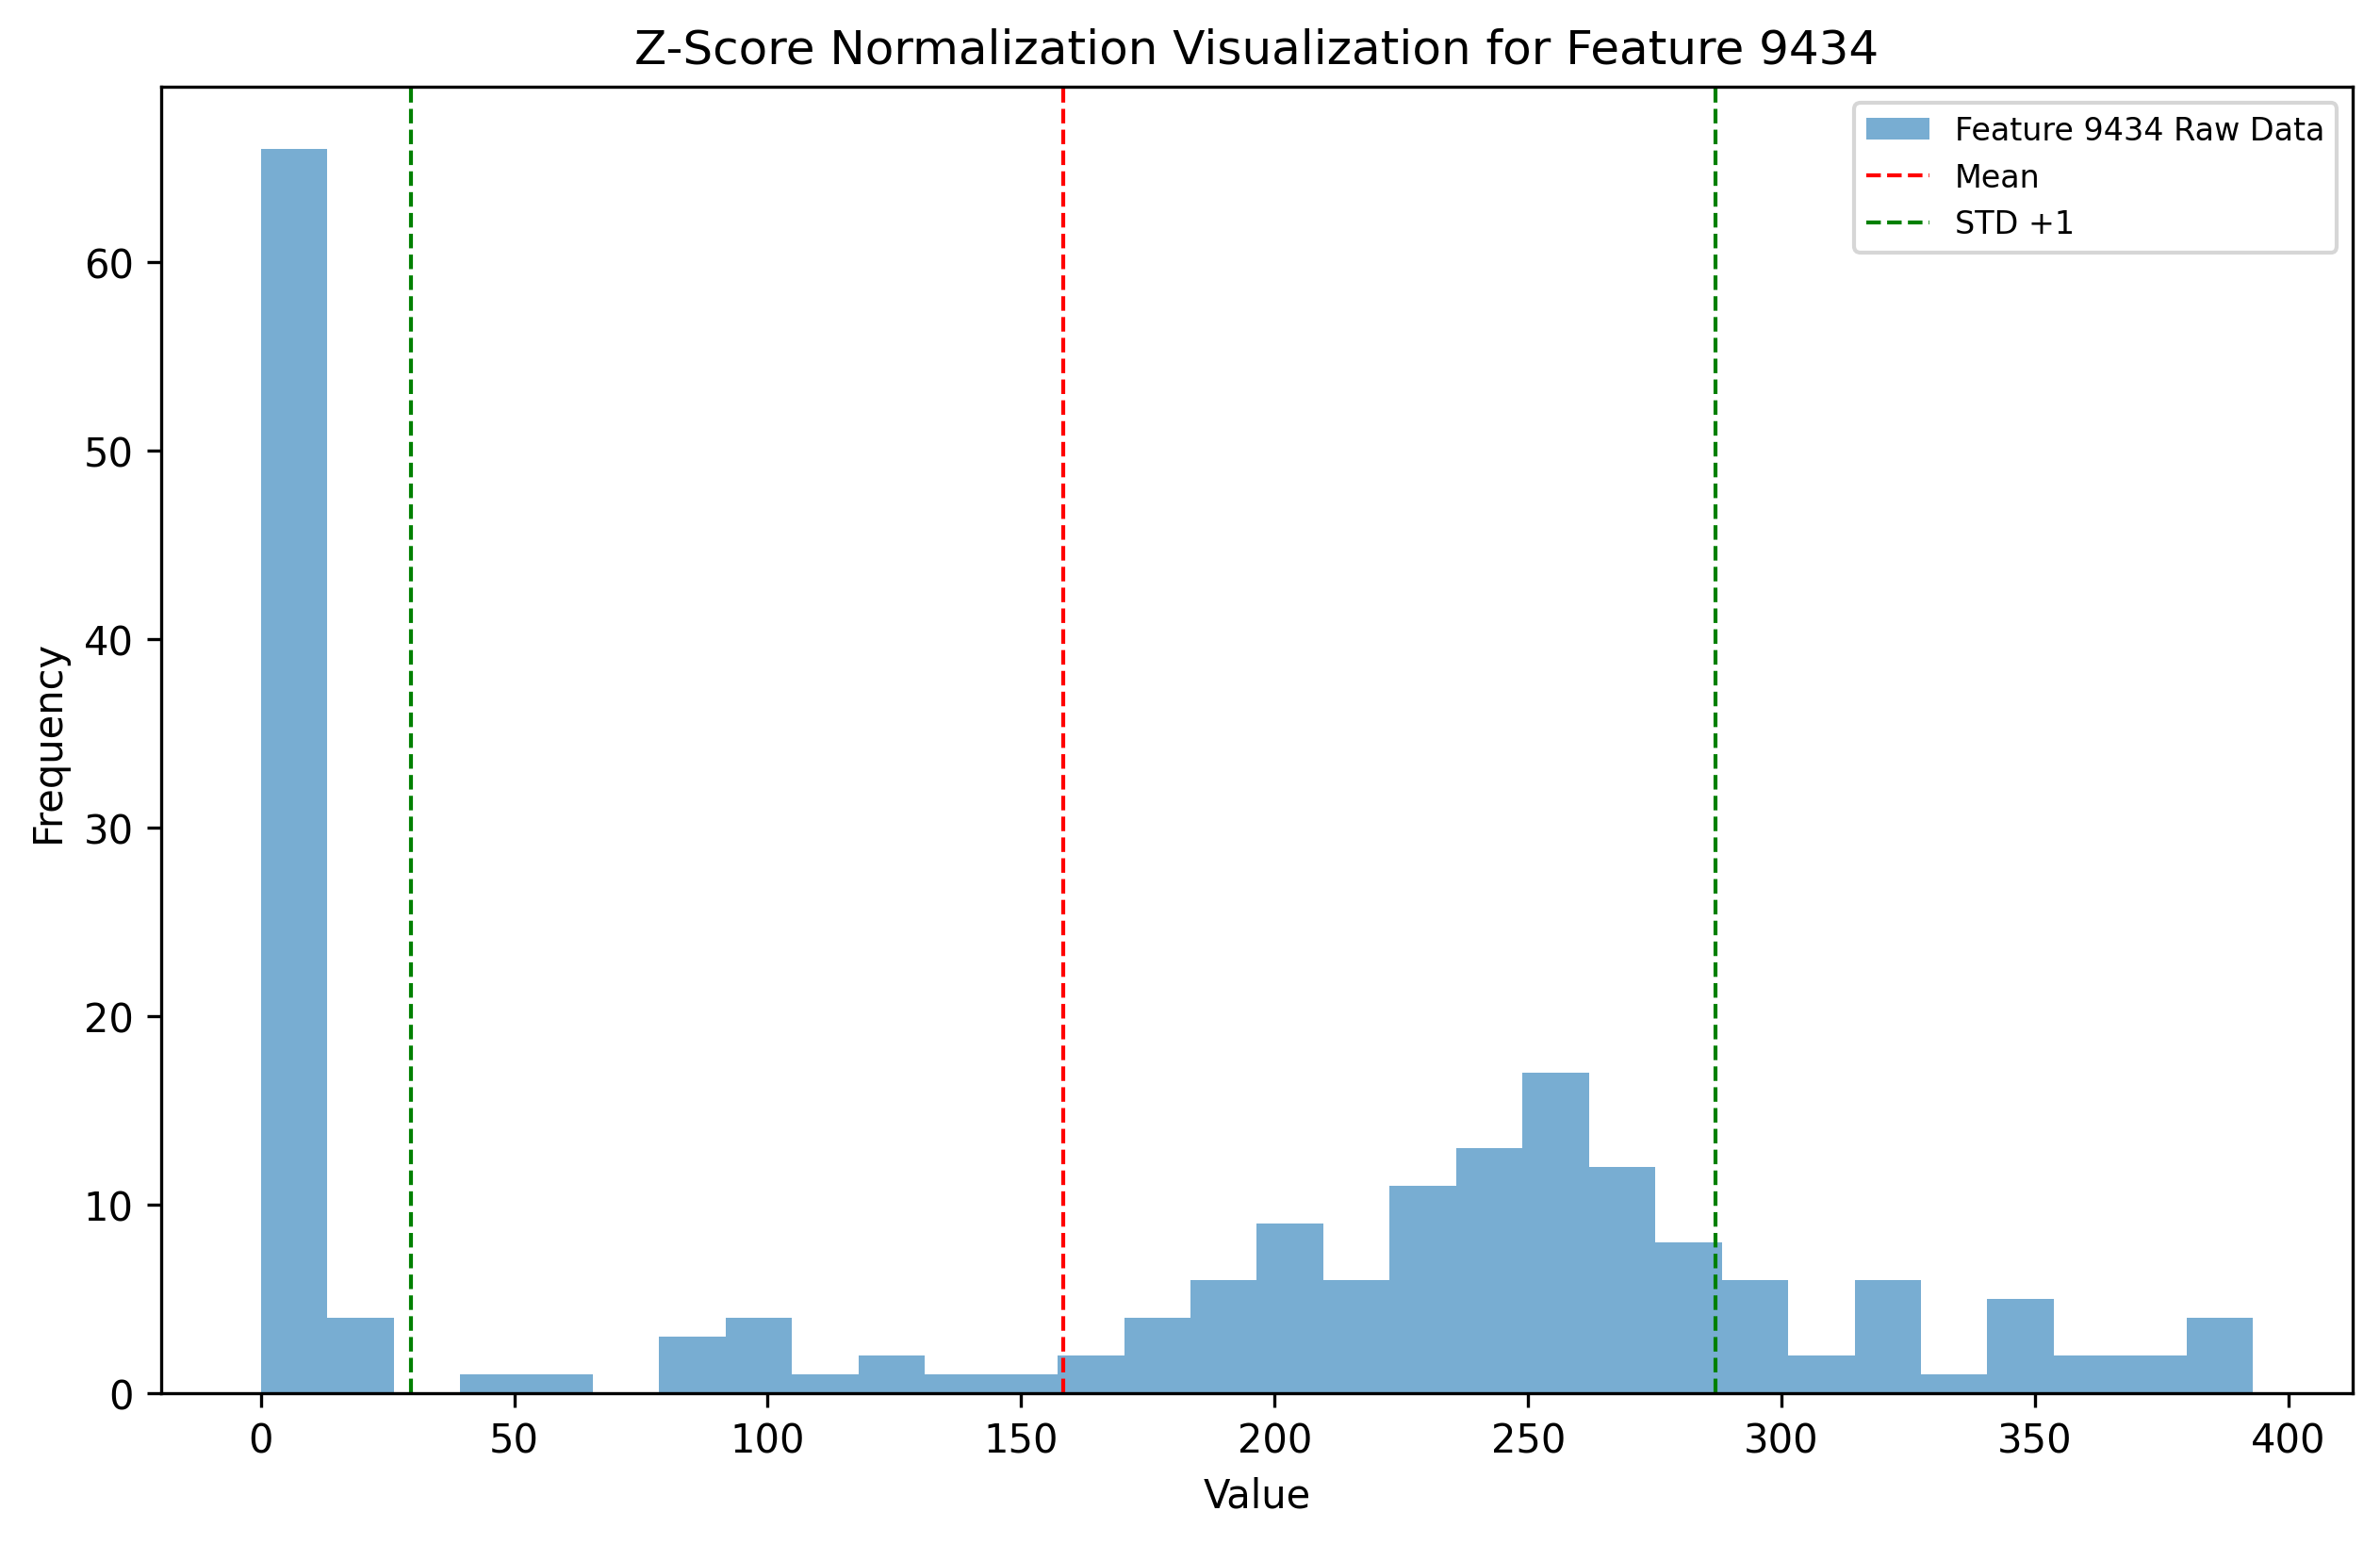 Z-Score Normalization Visualization for Feature 9434
Feature 9434 Raw Data
Mean
STD +1
60
50
40
30
20
10
0
Frequency
0 50 100 150 200 250 300 350 400
Value